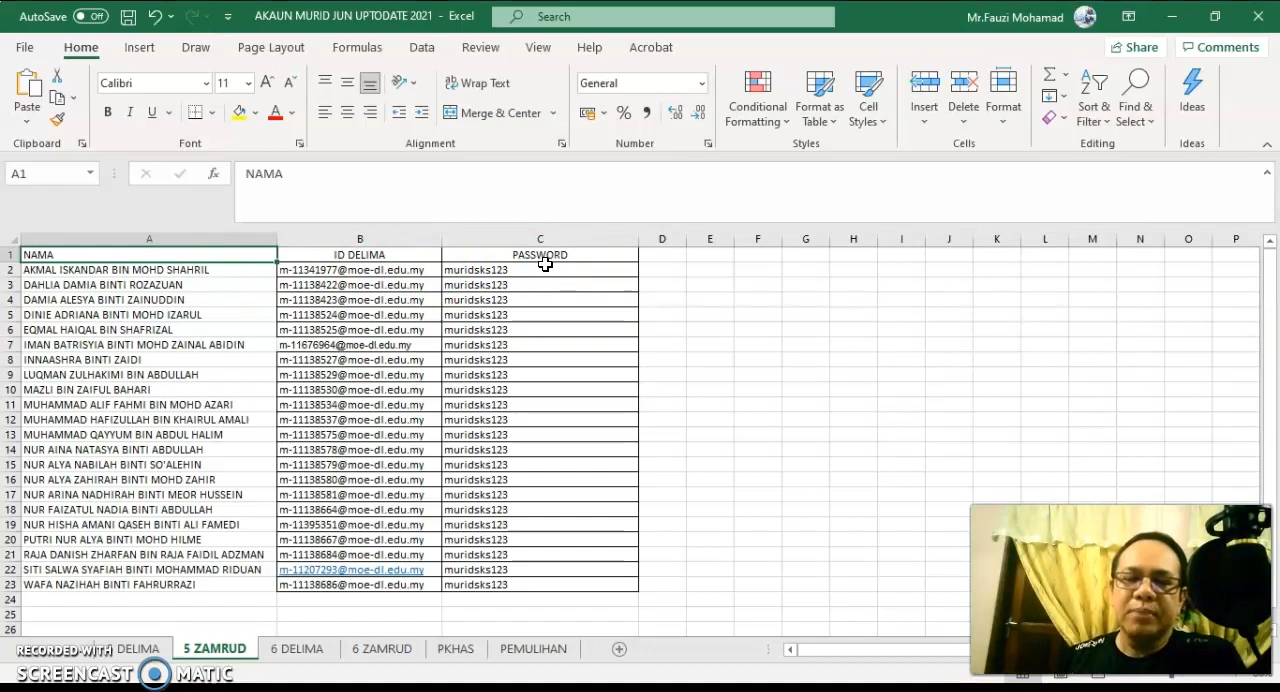 AutoSave Off AKAUN MURID JUN UPTODATE 2021 - Excel Search Mr.Fauzi Mohamad
File Home Insert Draw Page Layout Formulas Data Review View Help Acrobat Share Comments
Paste Calibri 11 A A Wrap Text General Conditional Formatting Format as Table Cell Styles Insert Delete Format Sort & Filter Find & Select Ideas
B I U A Merge & Center %
Clipboard Font Alignment Number Styles Cells Editing Ideas
A1 fx NAMA
A B C D E F G H I J K L M N O P
1 NAMA ID DELIMA PASSWORD
2 AKMAL ISKANDAR BIN MOHD SHAHRIL m-11341977@moe-dl.edu.my muridsks123
3 DAHLIA DAMIA BINTI ROZAZUAN m-11138422@moe-dl.edu.my muridsks123
4 DAMIA ALESYA BINTI ZAINUDDIN m-11138423@moe-dl.edu.my muridsks123
5 DINIE ADRIANA BINTI MOHD IZARUL m-11138524@moe-dl.edu.my muridsks123
6 EQMAL HAIQAL BIN SHAFRIZAL m-11138525@moe-dl.edu.my muridsks123
7 IMAN BATRISYIA BINTI MOHD ZAINAL ABIDIN m-11676964@moe-dl.edu.my muridsks123
8 INNAASHRA BINTI ZAIDI m-11138527@moe-dl.edu.my muridsks123
9 LUQMAN ZULHAKIMI BIN ABDULLAH m-11138529@moe-dl.edu.my muridsks123
10 MAZLI BIN ZAIFUL BAHARI m-11138530@moe-dl.edu.my muridsks123
11 MUHAMMAD ALIF FAHMI BIN MOHD AZARI m-11138534@moe-dl.edu.my muridsks123
12 MUHAMMAD HAFIZULLAH BIN KHAIRUL AMALI m-11138537@moe-dl.edu.my muridsks123
13 MUHAMMAD QAYYUM BIN ABDUL HALIM m-11138575@moe-dl.edu.my muridsks123
14 NUR AINA NATASYA BINTI ABDULLAH m-11138578@moe-dl.edu.my muridsks123
15 NUR ALYA NABILAH BINTI SO'ALEHIN m-11138579@moe-dl.edu.my muridsks123
16 NUR ALYA ZAHIRAH BINTI MOHD ZAHIR m-11138580@moe-dl.edu.my muridsks123
17 NUR ARINA NADHIRAH BINTI MEOR HUSSEIN m-11138581@moe-dl.edu.my muridsks123
18 NUR FAIZATUL NADIA BINTI ABDULLAH m-11138664@moe-dl.edu.my muridsks123
19 NUR HISHA AMANI QASEH BINTI ALI FAMEDI m-11395351@moe-dl.edu.my muridsks123
20 PUTRI NUR ALYA BINTI MOHD HILME m-11138667@moe-dl.edu.my muridsks123
21 RAJA DANISH ZHARFAN BIN RAJA FAIDIL ADZMAN m-11138684@moe-dl.edu.my muridsks123
22 SITI SALWA SYAFIAH BINTI MOHAMMAD RIDUAN m-11207293@moe-dl.edu.my muridsks123
23 WAFA NAZIHAH BINTI FAHRURRAZI m-11138686@moe-dl.edu.my muridsks123
24
25
26
DELIMA 5 ZAMRUD 6 DELIMA 6 ZAMRUD PKHAS PEMULIHAN
RECORDED WITH
SCREENCAST MATIC